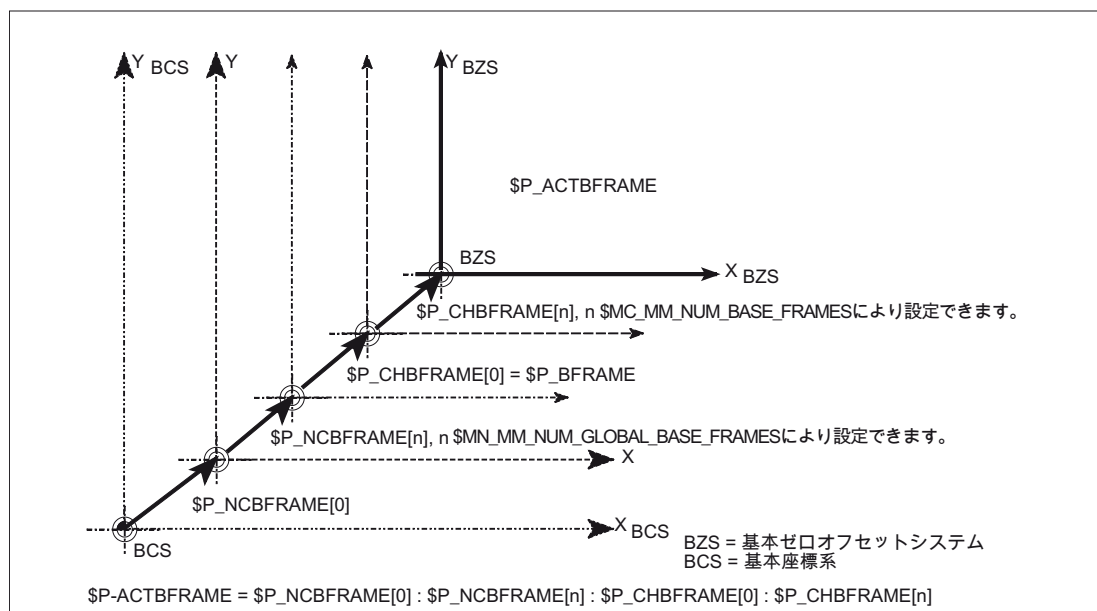 Y BCS
Y
Y BZS
$P_ACTBFRAME
BZS
X BZS
$P_CHBFRAME[n], n $MC_MM_NUM_BASE_FRAMESにより設定できます。
$P_CHBFRAME[0] = $P_BFRAME
$P_NCBFRAME[n], n $MN_MM_NUM_GLOBAL_BASE_FRAMESにより設定できます。
X
$P_NCBFRAME[0]
X BCS
BCS
BZS = 基本ゼロオフセットシステム
BCS = 基本座標系
$P-ACTBFRAME = $P_NCBFRAME[0] : $P_NCBFRAME[n] : $P_CHBFRAME[0] : $P_CHBFRAME[n]